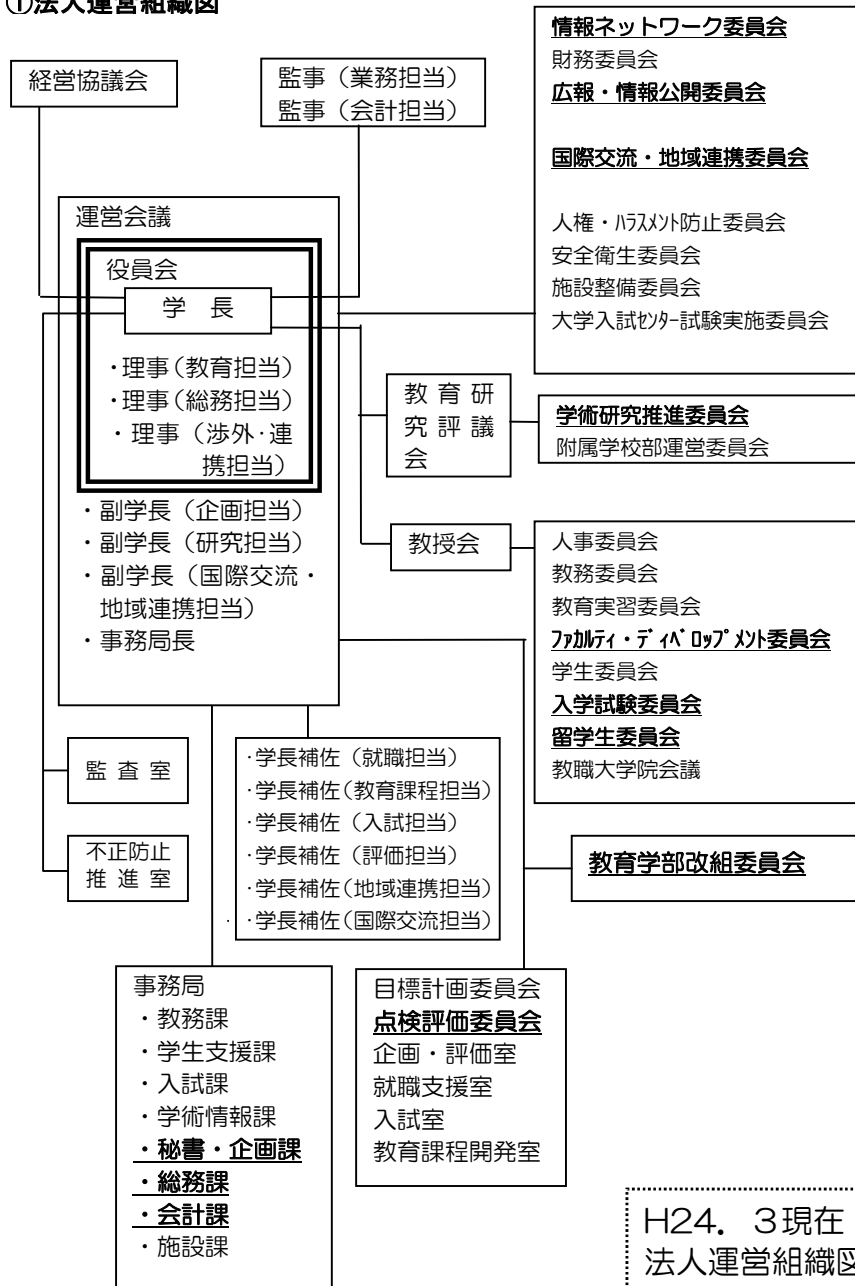 ①法人運営組織図
経営協議会
監事（業務担当）
監事（会計担当）
情報ネットワーク委員会
財務委員会
広報・情報公開委員会
国際交流・地域連携委員会
人権・ﾊﾗｽﾒﾝﾄ防止委員会
安全衛生委員会
施設整備委員会
大学入試ｾﾝﾀｰ試験実施委員会
運営会議
役員会
学　長
・理事（教育担当）
・理事（総務担当）
・理事（渉外・連
携担当）
・副学長（企画担当）
・副学長（研究担当）
・副学長（国際交流・
地域連携担当）
・事務局長
教育研
究評議
会
学術研究推進委員会
附属学校部運営委員会
教授会
人事委員会
教務委員会
教育実習委員会
ﾌｧｶﾙﾃｨ・ﾃﾞｨﾍﾞﾛｯﾌﾟﾒﾝﾄ委員会
学生委員会
入学試験委員会
留学生委員会
教職大学院会議
監査室
不正防止
推進室
・学長補佐（就職担当）
・学長補佐（教育課程担当）
・学長補佐（入試担当）
・学長補佐（評価担当）
・学長補佐（地域連携担当）
・学長補佐（国際交流担当）
教育学部改組委員会
事務局
・教務課
・学生支援課
・入試課
・学術情報課
・秘書・企画課
・総務課
・会計課
・施設課
目標計画委員会
点検評価委員会
企画・評価室
就職支援室
入試室
教育課程開発室
H24．3現在
法人運営組織図